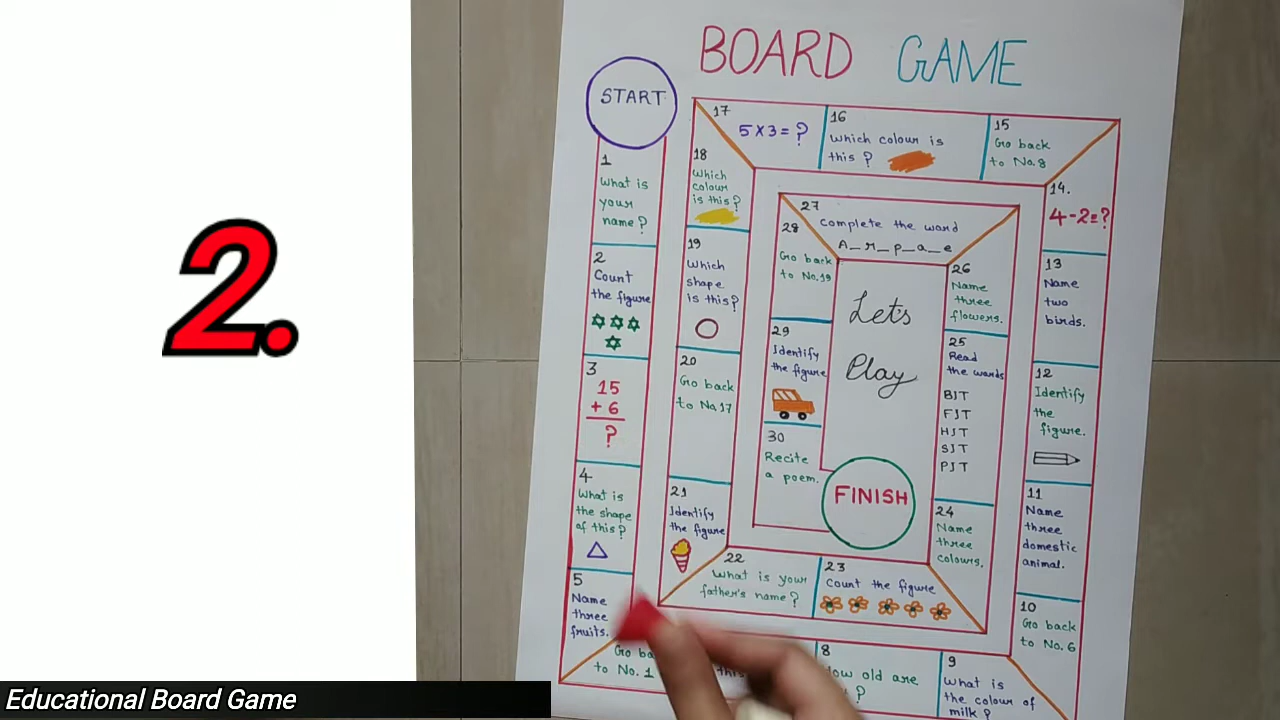 BOARD GAME
START
1
What is
your
name?
2
Count
the figure
3
15
+ 6
?
4
What is
the shape
of this?
5
Name
three
fruits.
Go ba
to No. 1
this
8
How old are
?
9
What is
the colour of
milk?
10
Go back
to No. 6
11
Name
three
domestic
animal.
12
Identify
the
figure.
13
Name
two
birds.
14.
4-2=?
15
Go back
to No. 8
16
Which colour is
this?
17
5X3=?
18
Which
colour
is this?
19
Which
shape
is this?
20
Go back
to No.17
21
Identify
the figure
22
What is your
father's name?
23
Count the figure
24
Name
three
colours.
25
Read
the words
BIT
FIT
HIT
SIT
PIT
26
Name
three
flowers.
27
Complete the word
A_r_p_a_e
28
Go back
to No.19
29
Identify
the figure
30
Recite
a poem.
Let's
Play
FINISH
2.
Educational Board Game